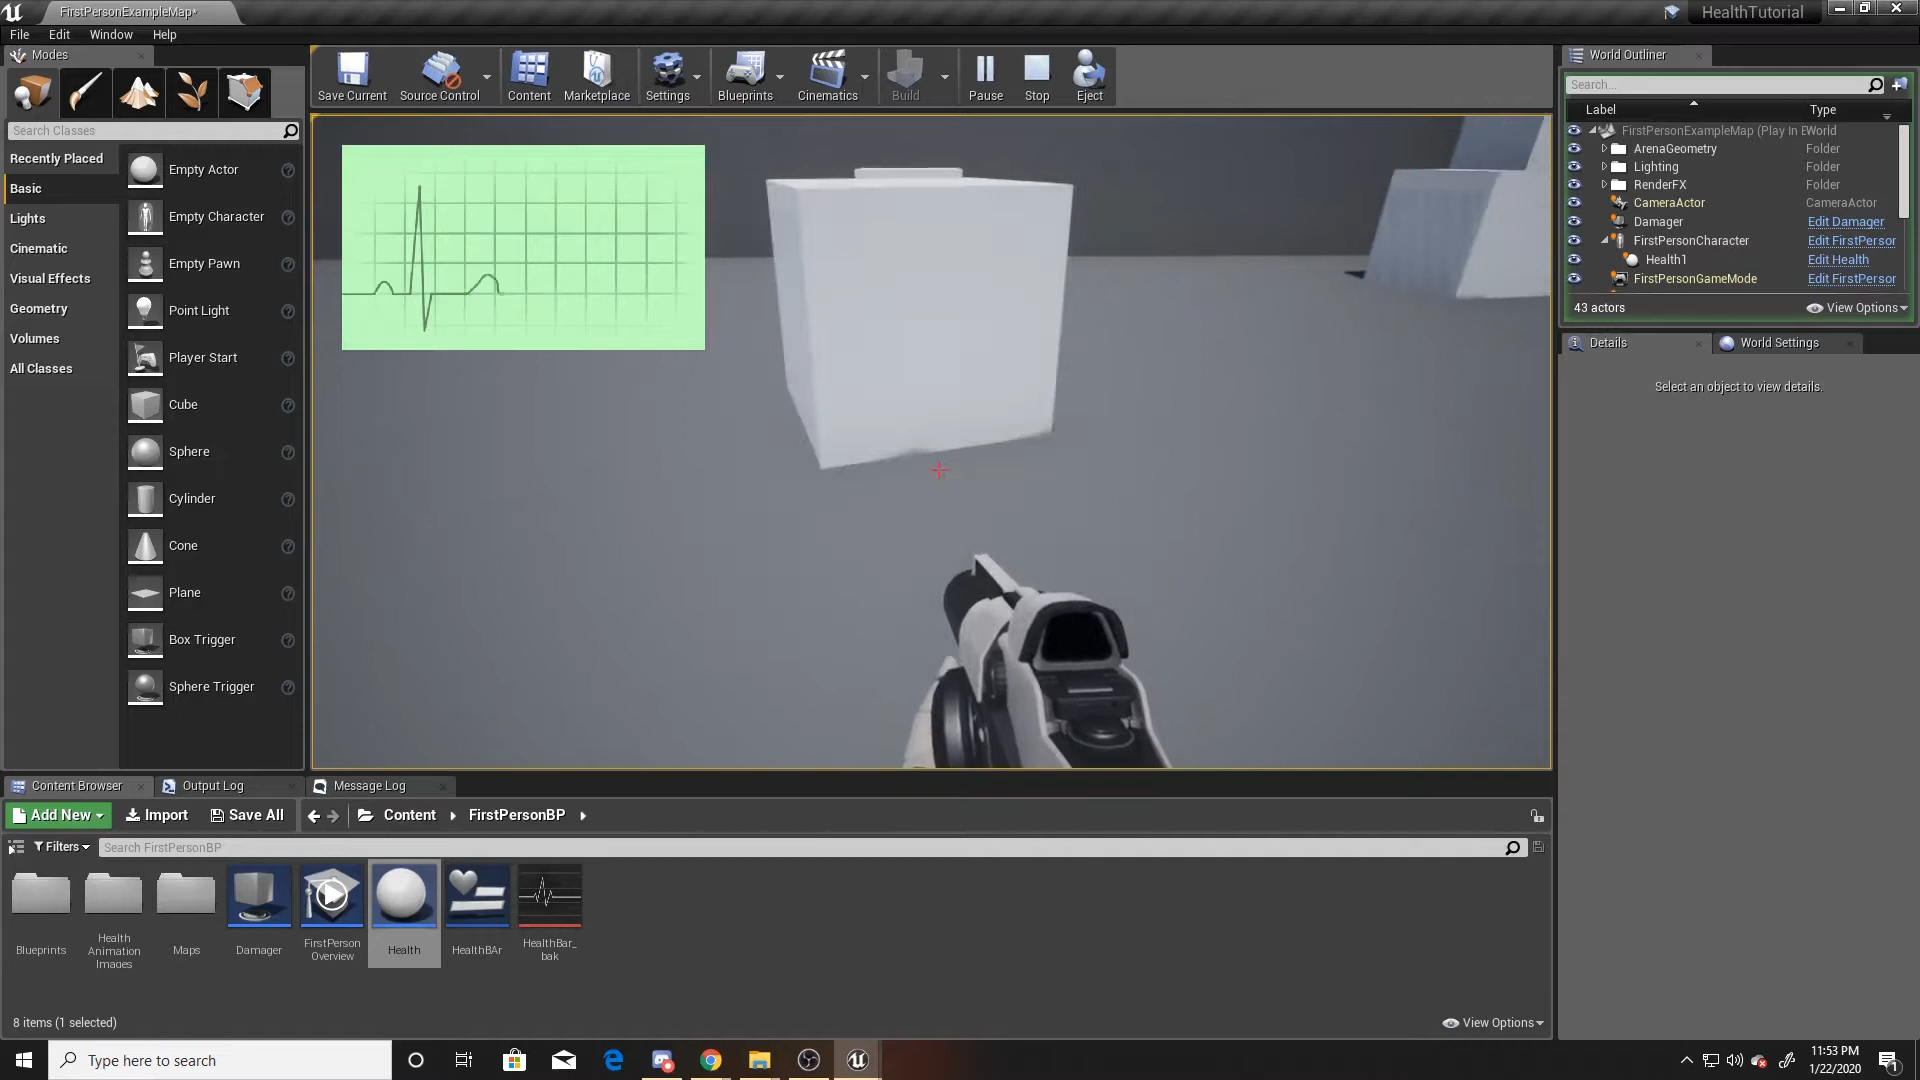 FirstPersonExampleMap*
HealthTutorial
File Edit Window Help
Modes
Save Current
Source Control
Content
Marketplace
Settings
Blueprints
Cinematics
Build
Pause
Stop
Eject
Search Classes
Recently Placed
Basic
Lights
Cinematic
Visual Effects
Geometry
Volumes
All Classes
Empty Actor
Empty Character
Empty Pawn
Point Light
Player Start
Cube
Sphere
Cylinder
Cone
Plane
Box Trigger
Sphere Trigger
World Outliner
Search...
Label Type
FirstPersonExampleMap (Play In E World
ArenaGeometry Folder
Lighting Folder
RenderFX Folder
CameraActor CameraActor
Damager Edit Damager
FirstPersonCharacter Edit FirstPersor
Health1 Edit Health
FirstPersonGameMode Edit FirstPersor
43 actors View Options
Details World Settings
Select an object to view details.
Content Browser Output Log Message Log
Add New Import Save All Content FirstPersonBP
Filters Search FirstPersonBP
Blueprints
Health
Animation
Images
Maps
Damager
FirstPerson
Overview
Health
HealthBAr
HealthBar_
bak
8 items (1 selected) View Options
Type here to search
11:53 PM
1/22/2020
1